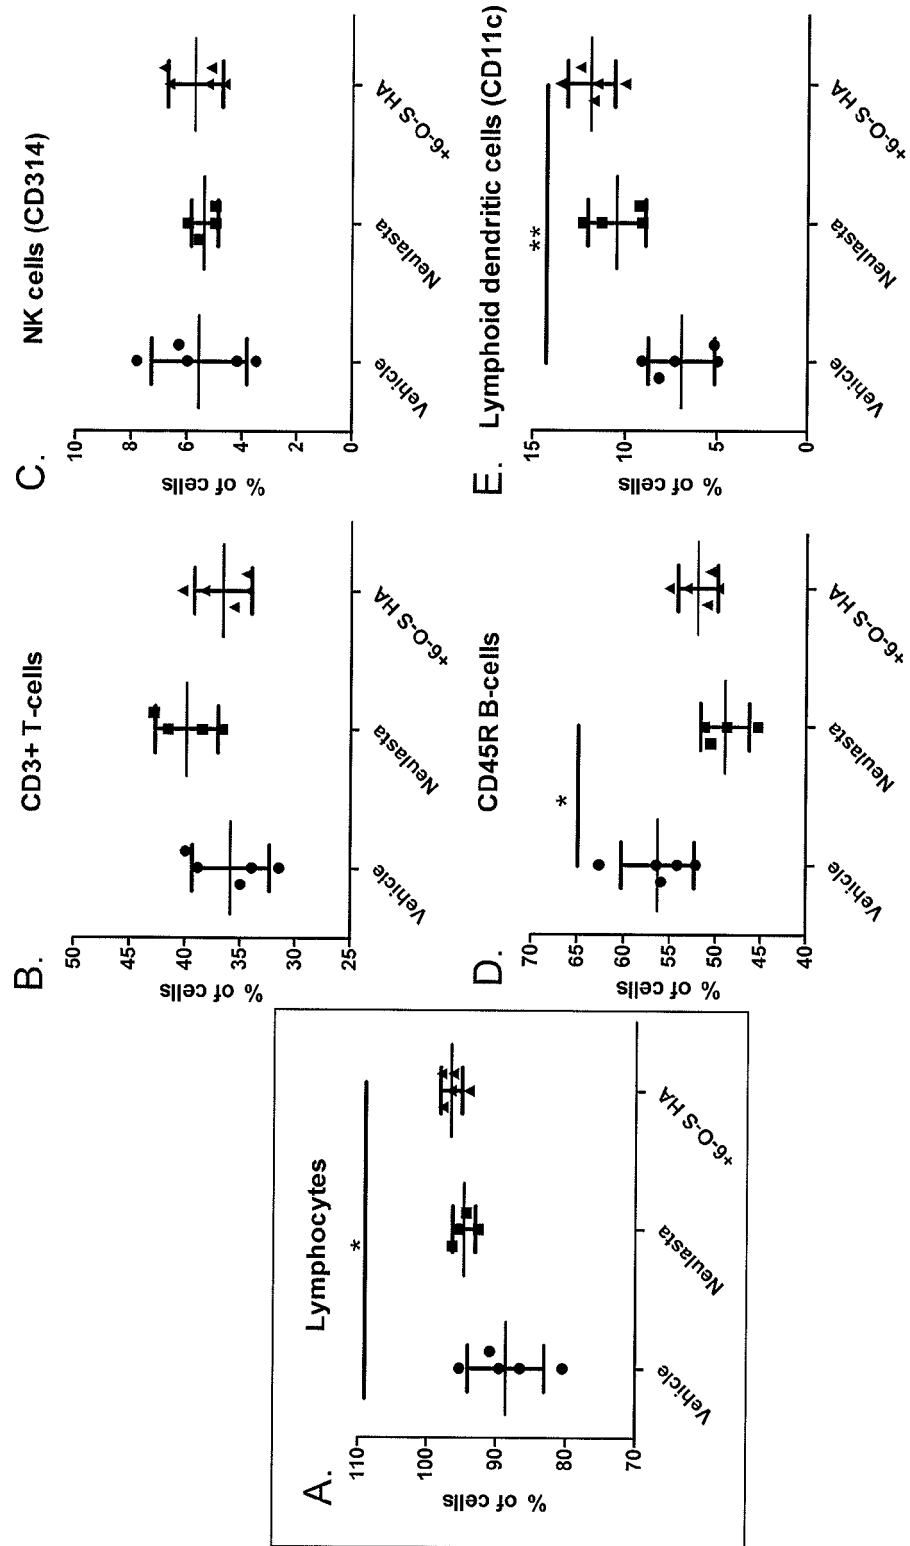 A.
Lymphocytes
*
% of cells
110
100
90
80
70
Vehicle
Neulasta
+6-O-S HA
B.
CD3+ T-cells
% of cells
50
45
40
35
30
25
Vehicle
Neulasta
+6-O-S HA
C.
NK cells (CD314)
% of cells
10
8
6
4
2
0
Vehicle
Neulasta
+6-O-S HA
D.
CD45R B-cells
*
% of cells
70
65
60
55
50
45
40
Vehicle
Neulasta
+6-O-S HA
E.
Lymphoid dendritic cells (CD11c)
**
% of cells
15
10
5
0
Vehicle
Neulasta
+6-O-S HA